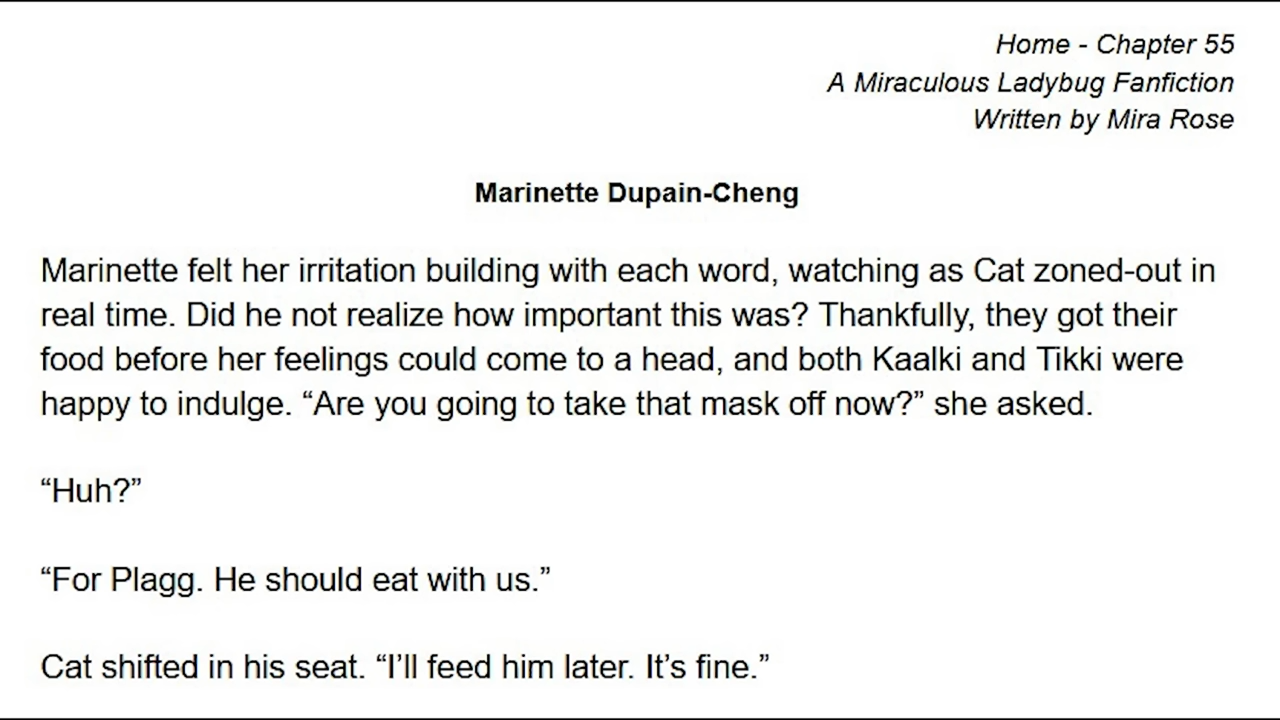 Home - Chapter 55
A Miraculous Ladybug Fanfiction
Written by Mira Rose
Marinette Dupain-Cheng
Marinette felt her irritation building with each word, watching as Cat zoned-out in
real time. Did he not realize how important this was? Thankfully, they got their
food before her feelings could come to a head, and both Kaalki and Tikki were
happy to indulge. “Are you going to take that mask off now?” she asked.
“Huh?”
“For Plagg. He should eat with us.”
Cat shifted in his seat. “I’ll feed him later. It’s fine.”